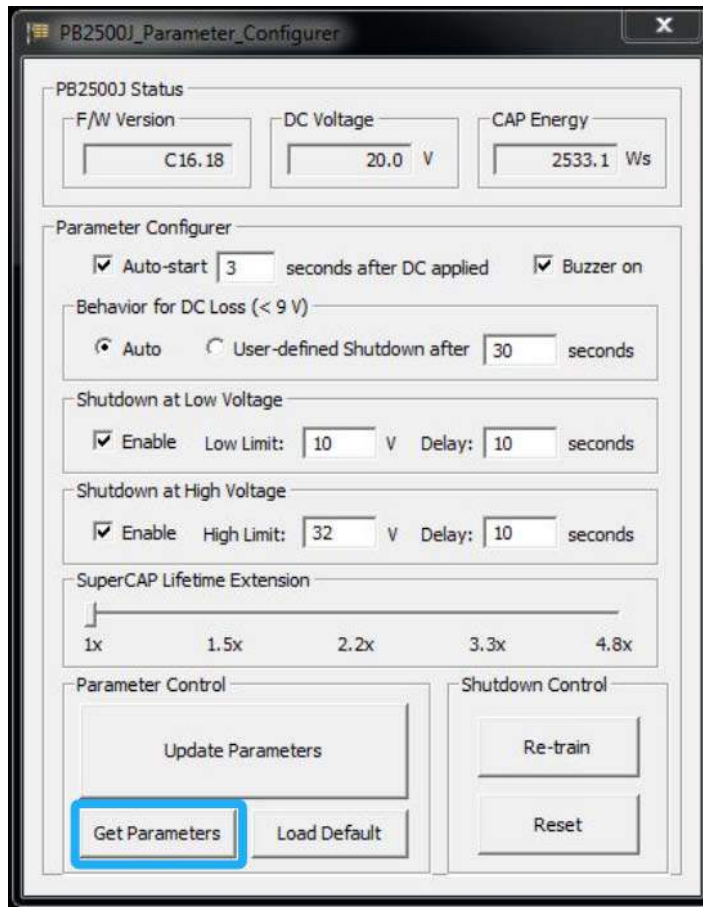 PB2500J_Parameter_Configurer
PB2500J Status
F/W Version DC Voltage CAP Energy
C16.18 20.0 V 2533.1 Ws
Parameter Configurer
Auto-start 3 seconds after DC applied Buzzer on
Behavior for DC Loss (< 9 V)
Auto User-defined Shutdown after 30 seconds
Shutdown at Low Voltage
Enable Low Limit: 10 V Delay: 10 seconds
Shutdown at High Voltage
Enable High Limit: 32 V Delay: 10 seconds
SuperCAP Lifetime Extension
1x 1.5x 2.2x 3.3x 4.8x
Parameter Control Shutdown Control
Update Parameters Re-train
Get Parameters Load Default Reset